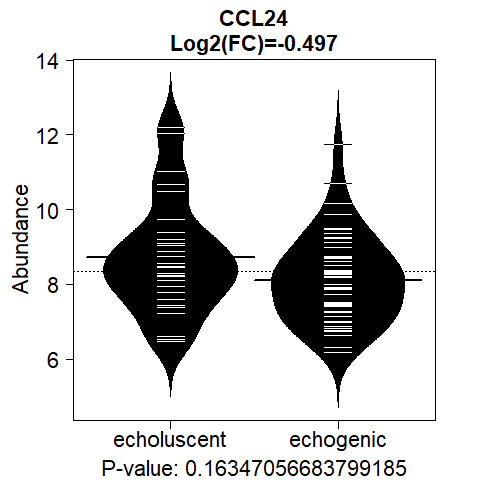 CCL24
Log2(FC)=-0.497
Abundance
14
12
10
8
6
echoluscent
echogenic
P-value: 0.16347056683799185